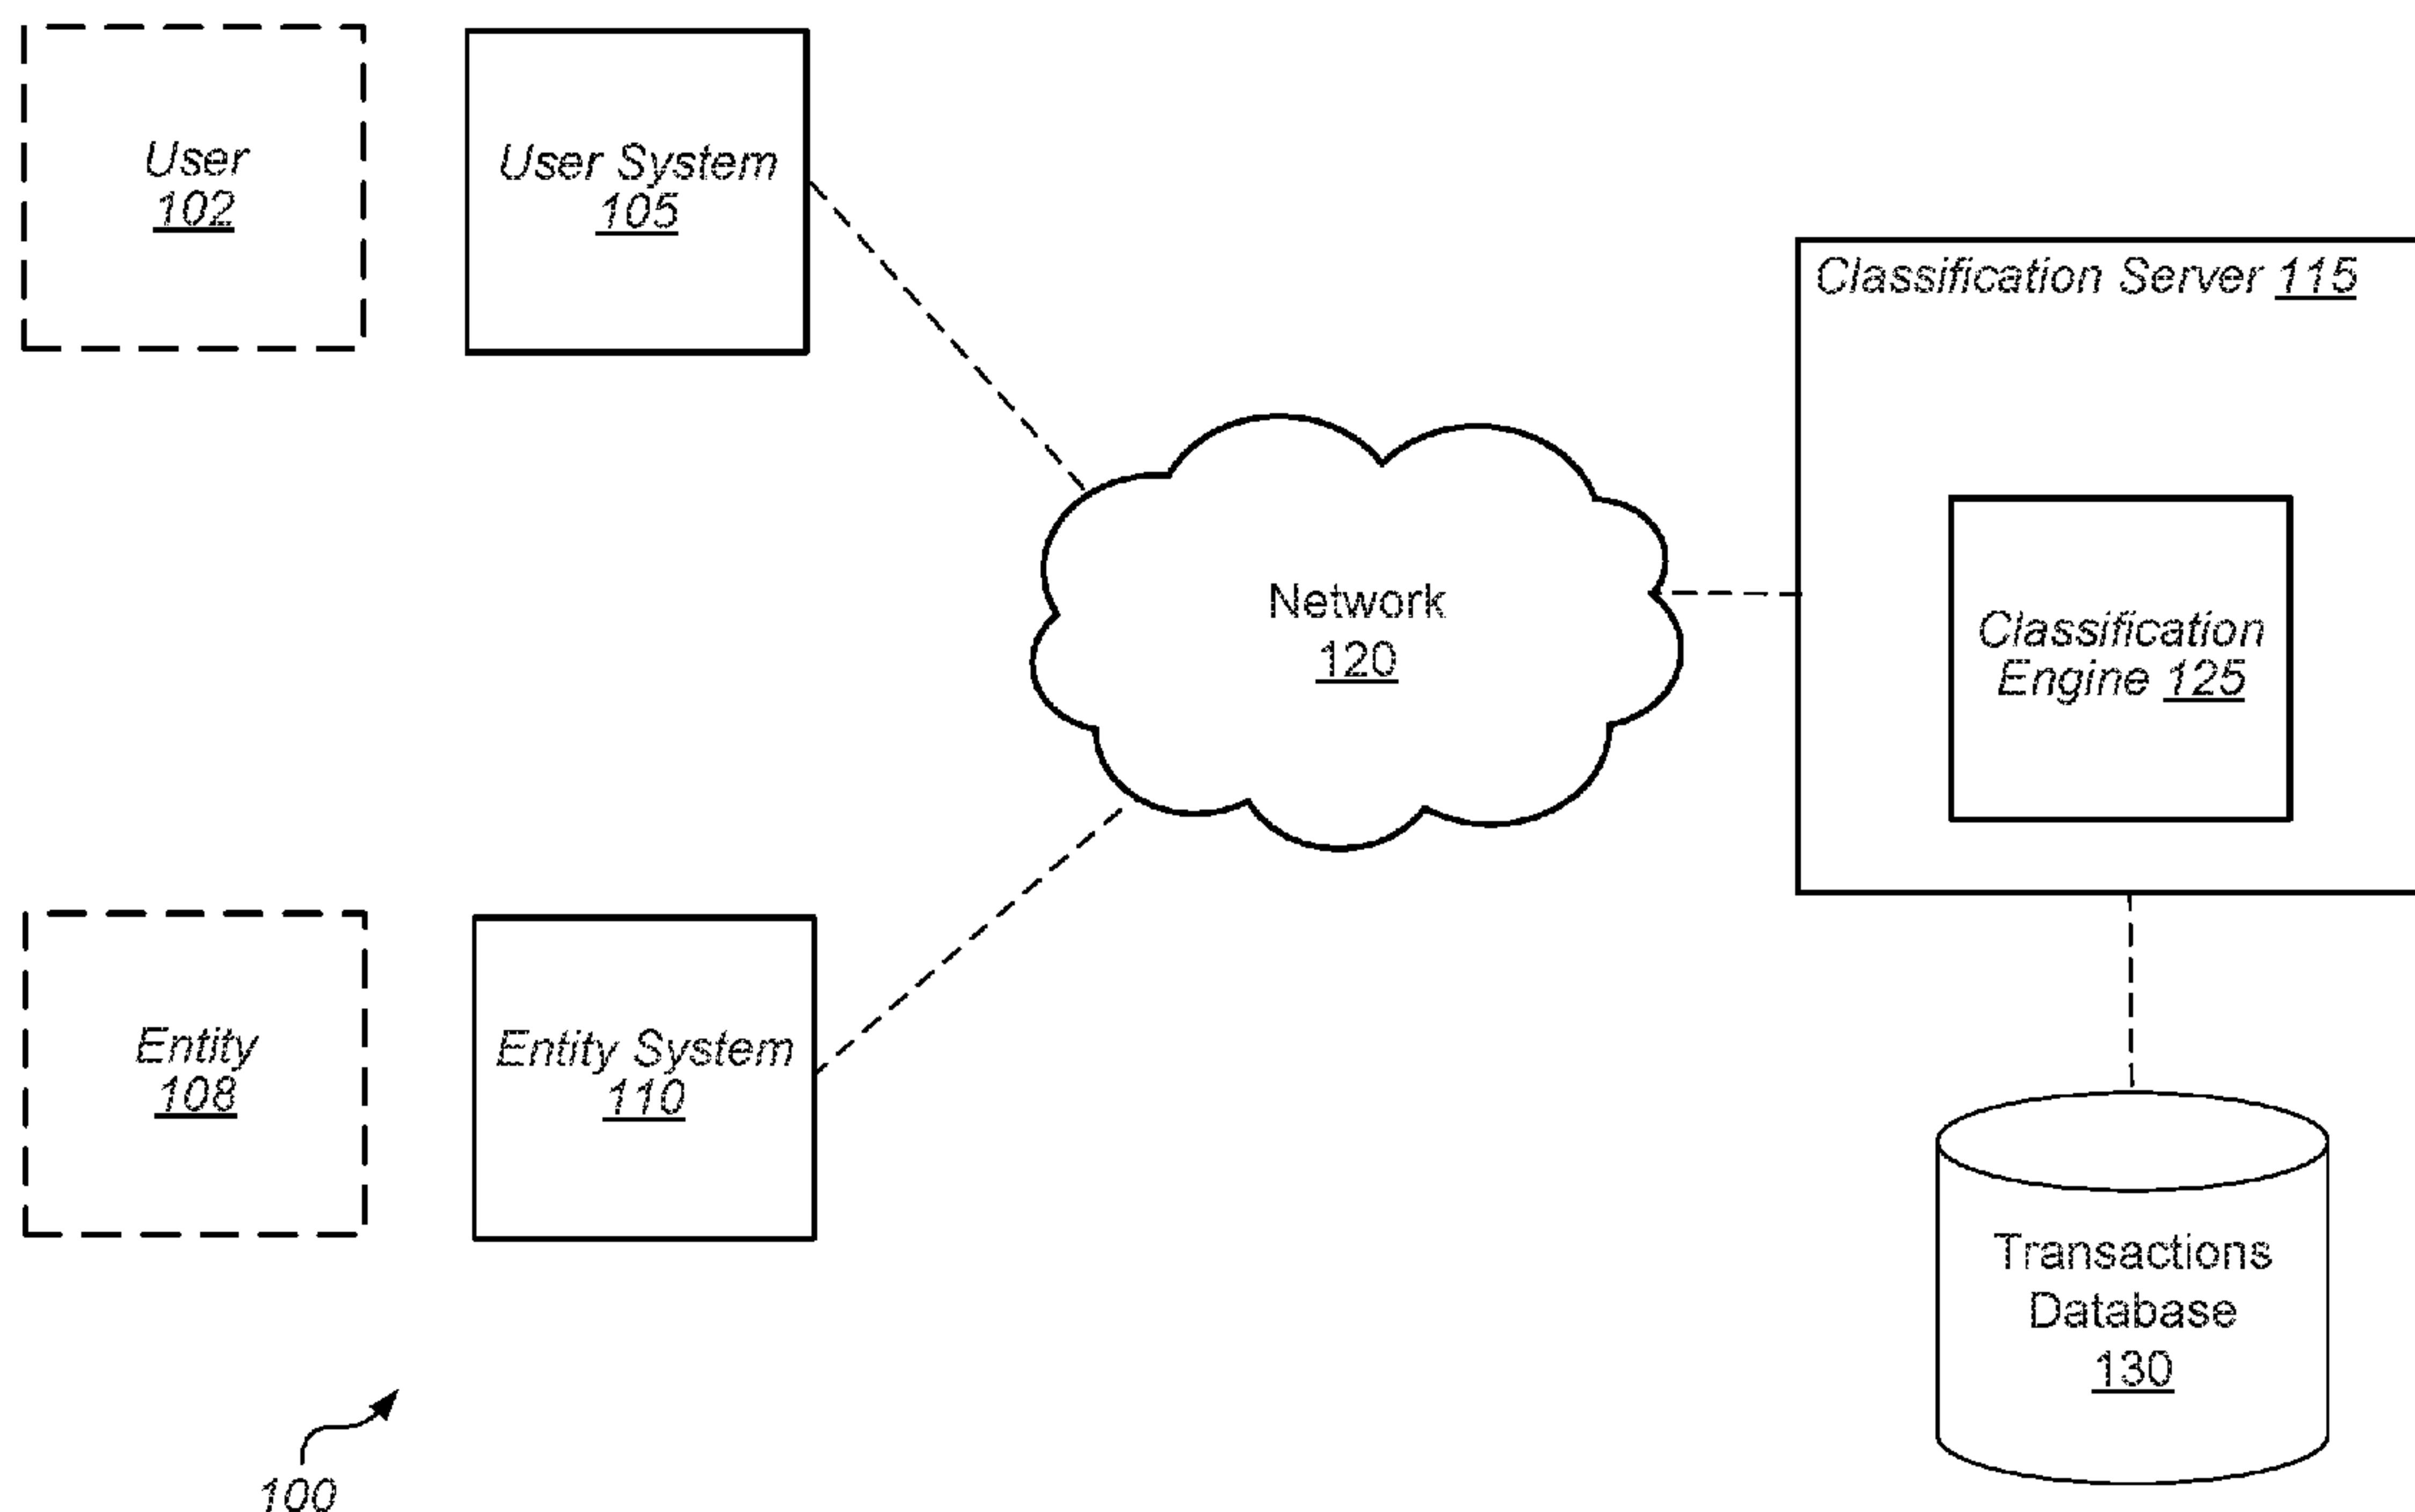 User
102
User System
105
Classification Server 115
Network
120
Classification
Engine 125
Entity
108
Entity System
110
Transactions
Database
130
100